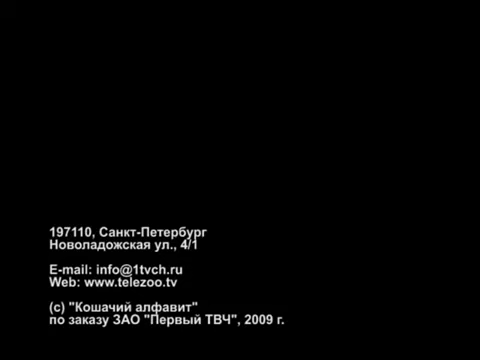 197110, Санкт-Петербург
Новоладожская ул., 4/1
E-mail: info@1tvch.ru
Web: www.telezoo.tv
(с) "Кошачий алфавит"
по заказу ЗАО "Первый ТВЧ", 2009 г.